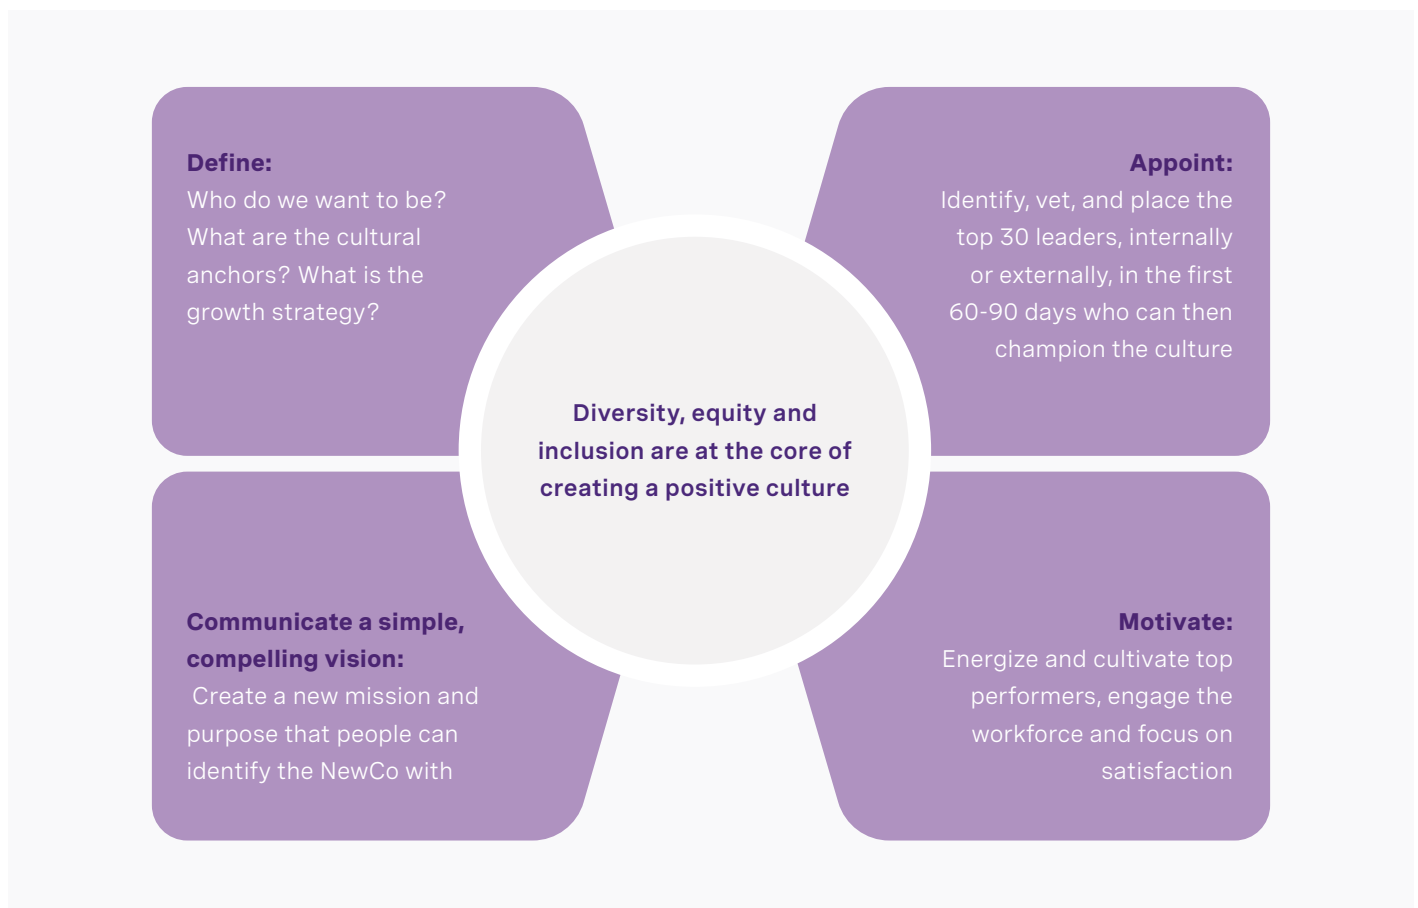 Define:
Who do we want to be?
What are the cultural
anchors? What is the
growth strategy?
Appoint:
Identify, vet, and place the
top 30 leaders, internally
or externally, in the first
60-90 days who can then
champion the culture
Diversity, equity and
inclusion are at the core of
creating a positive culture
Communicate a simple,
compelling vision:
Create a new mission and
purpose that people can
identify the NewCo with
Motivate:
Energize and cultivate top
performers, engage the
workforce and focus on
satisfaction